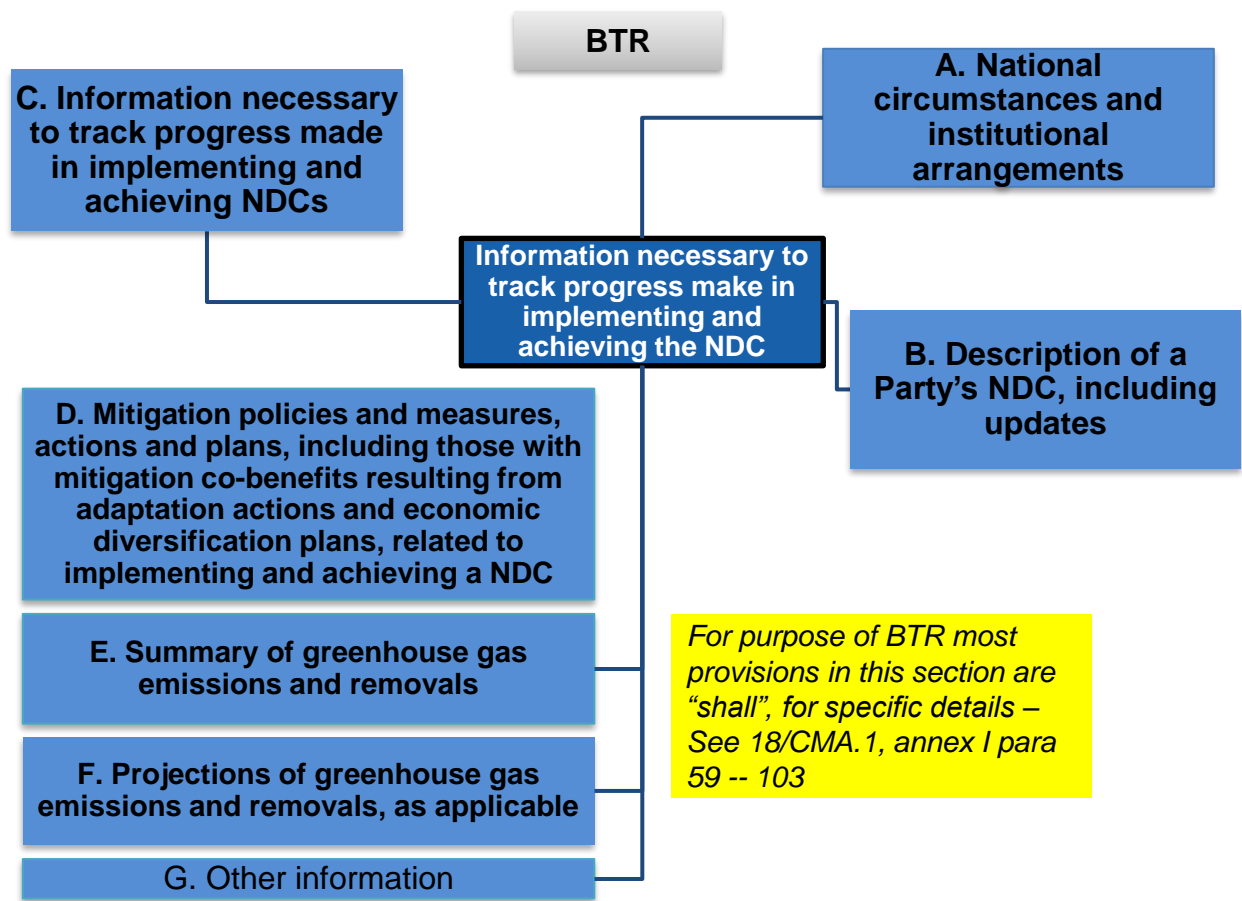 BTR
A. National
circumstances and
institutional
arrangements
C. Information necessary
to track progress made
in implementing and
achieving NDCs
Information necessary to
track progress make in
implementing and
achieving the NDC
B. Description of a
Party’s NDC, including
updates
D. Mitigation policies and measures,
actions and plans, including those with
mitigation co-benefits resulting from
adaptation actions and economic
diversification plans, related to
implementing and achieving a NDC
E. Summary of greenhouse gas
emissions and removals
For purpose of BTR most
provisions in this section are
“shall”, for specific details –
See 18/CMA.1, annex I para
59 -- 103
F. Projections of greenhouse gas
emissions and removals, as applicable
G. Other information